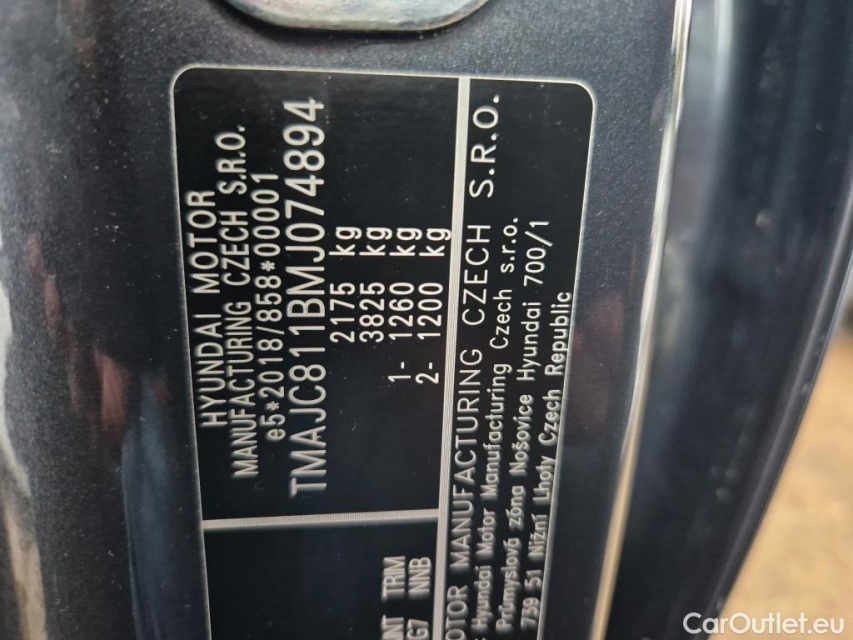 HYUNDAI MOTOR
MANUFACTURING CZECH S.R.O.
e5*2018/858*00001
TMAJC811BMJ074894
2175 kg
3825 kg
1- 1260 kg
2- 1200 kg
TRIM
G7 NNB
MANUFACTURING CZECH S.R.O.
Hyundai Motor Manufacturing Czech s.r.o.
Průmyslová zóna Nošovice Hyundai 700/1
739 51 Nižní Lhoty Czech Republic
CarOutlet.eu